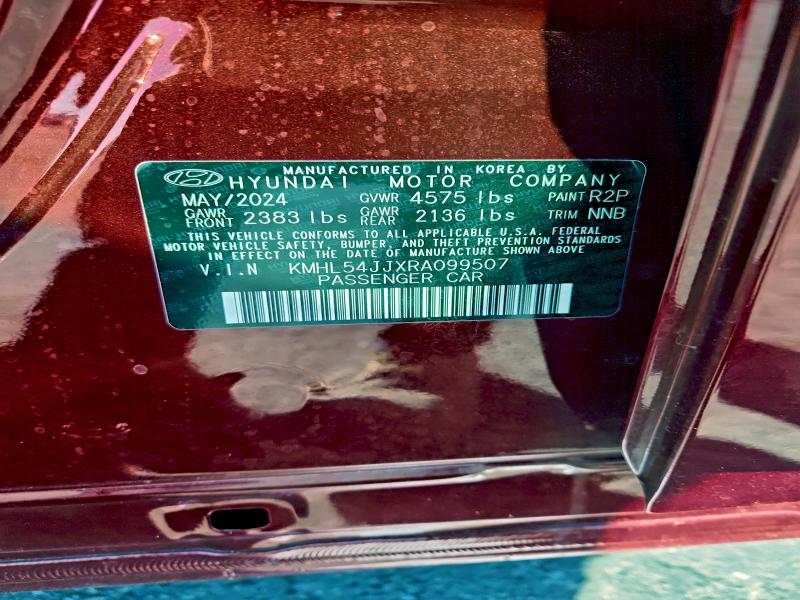 MANUFACTURED IN KOREA BY
HYUNDAI MOTOR COMPANY
MAY/2024 GVWR 4575 lbs PAINT R2P
GAWR FRONT 2383 lbs GAWR REAR 2136 lbs TRIM NNB
THIS VEHICLE CONFORMS TO ALL APPLICABLE U.S.A. FEDERAL
MOTOR VEHICLE SAFETY, BUMPER, AND THEFT PREVENTION STANDARDS
IN EFFECT ON THE DATE OF MANUFACTURE SHOWN ABOVE
V.I.N KMHL54JJXRA099507
PASSENGER CAR